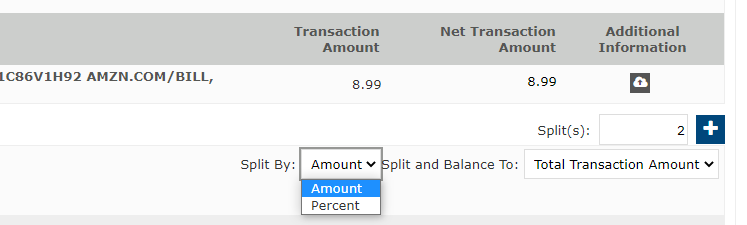 Transaction Amount Net Transaction Amount Additional Information
1C86V1H92 AMZN.COM/BILL, 8.99 8.99
Split(s): 2
Split By: Amount Split and Balance To: Total Transaction Amount
Amount
Percent